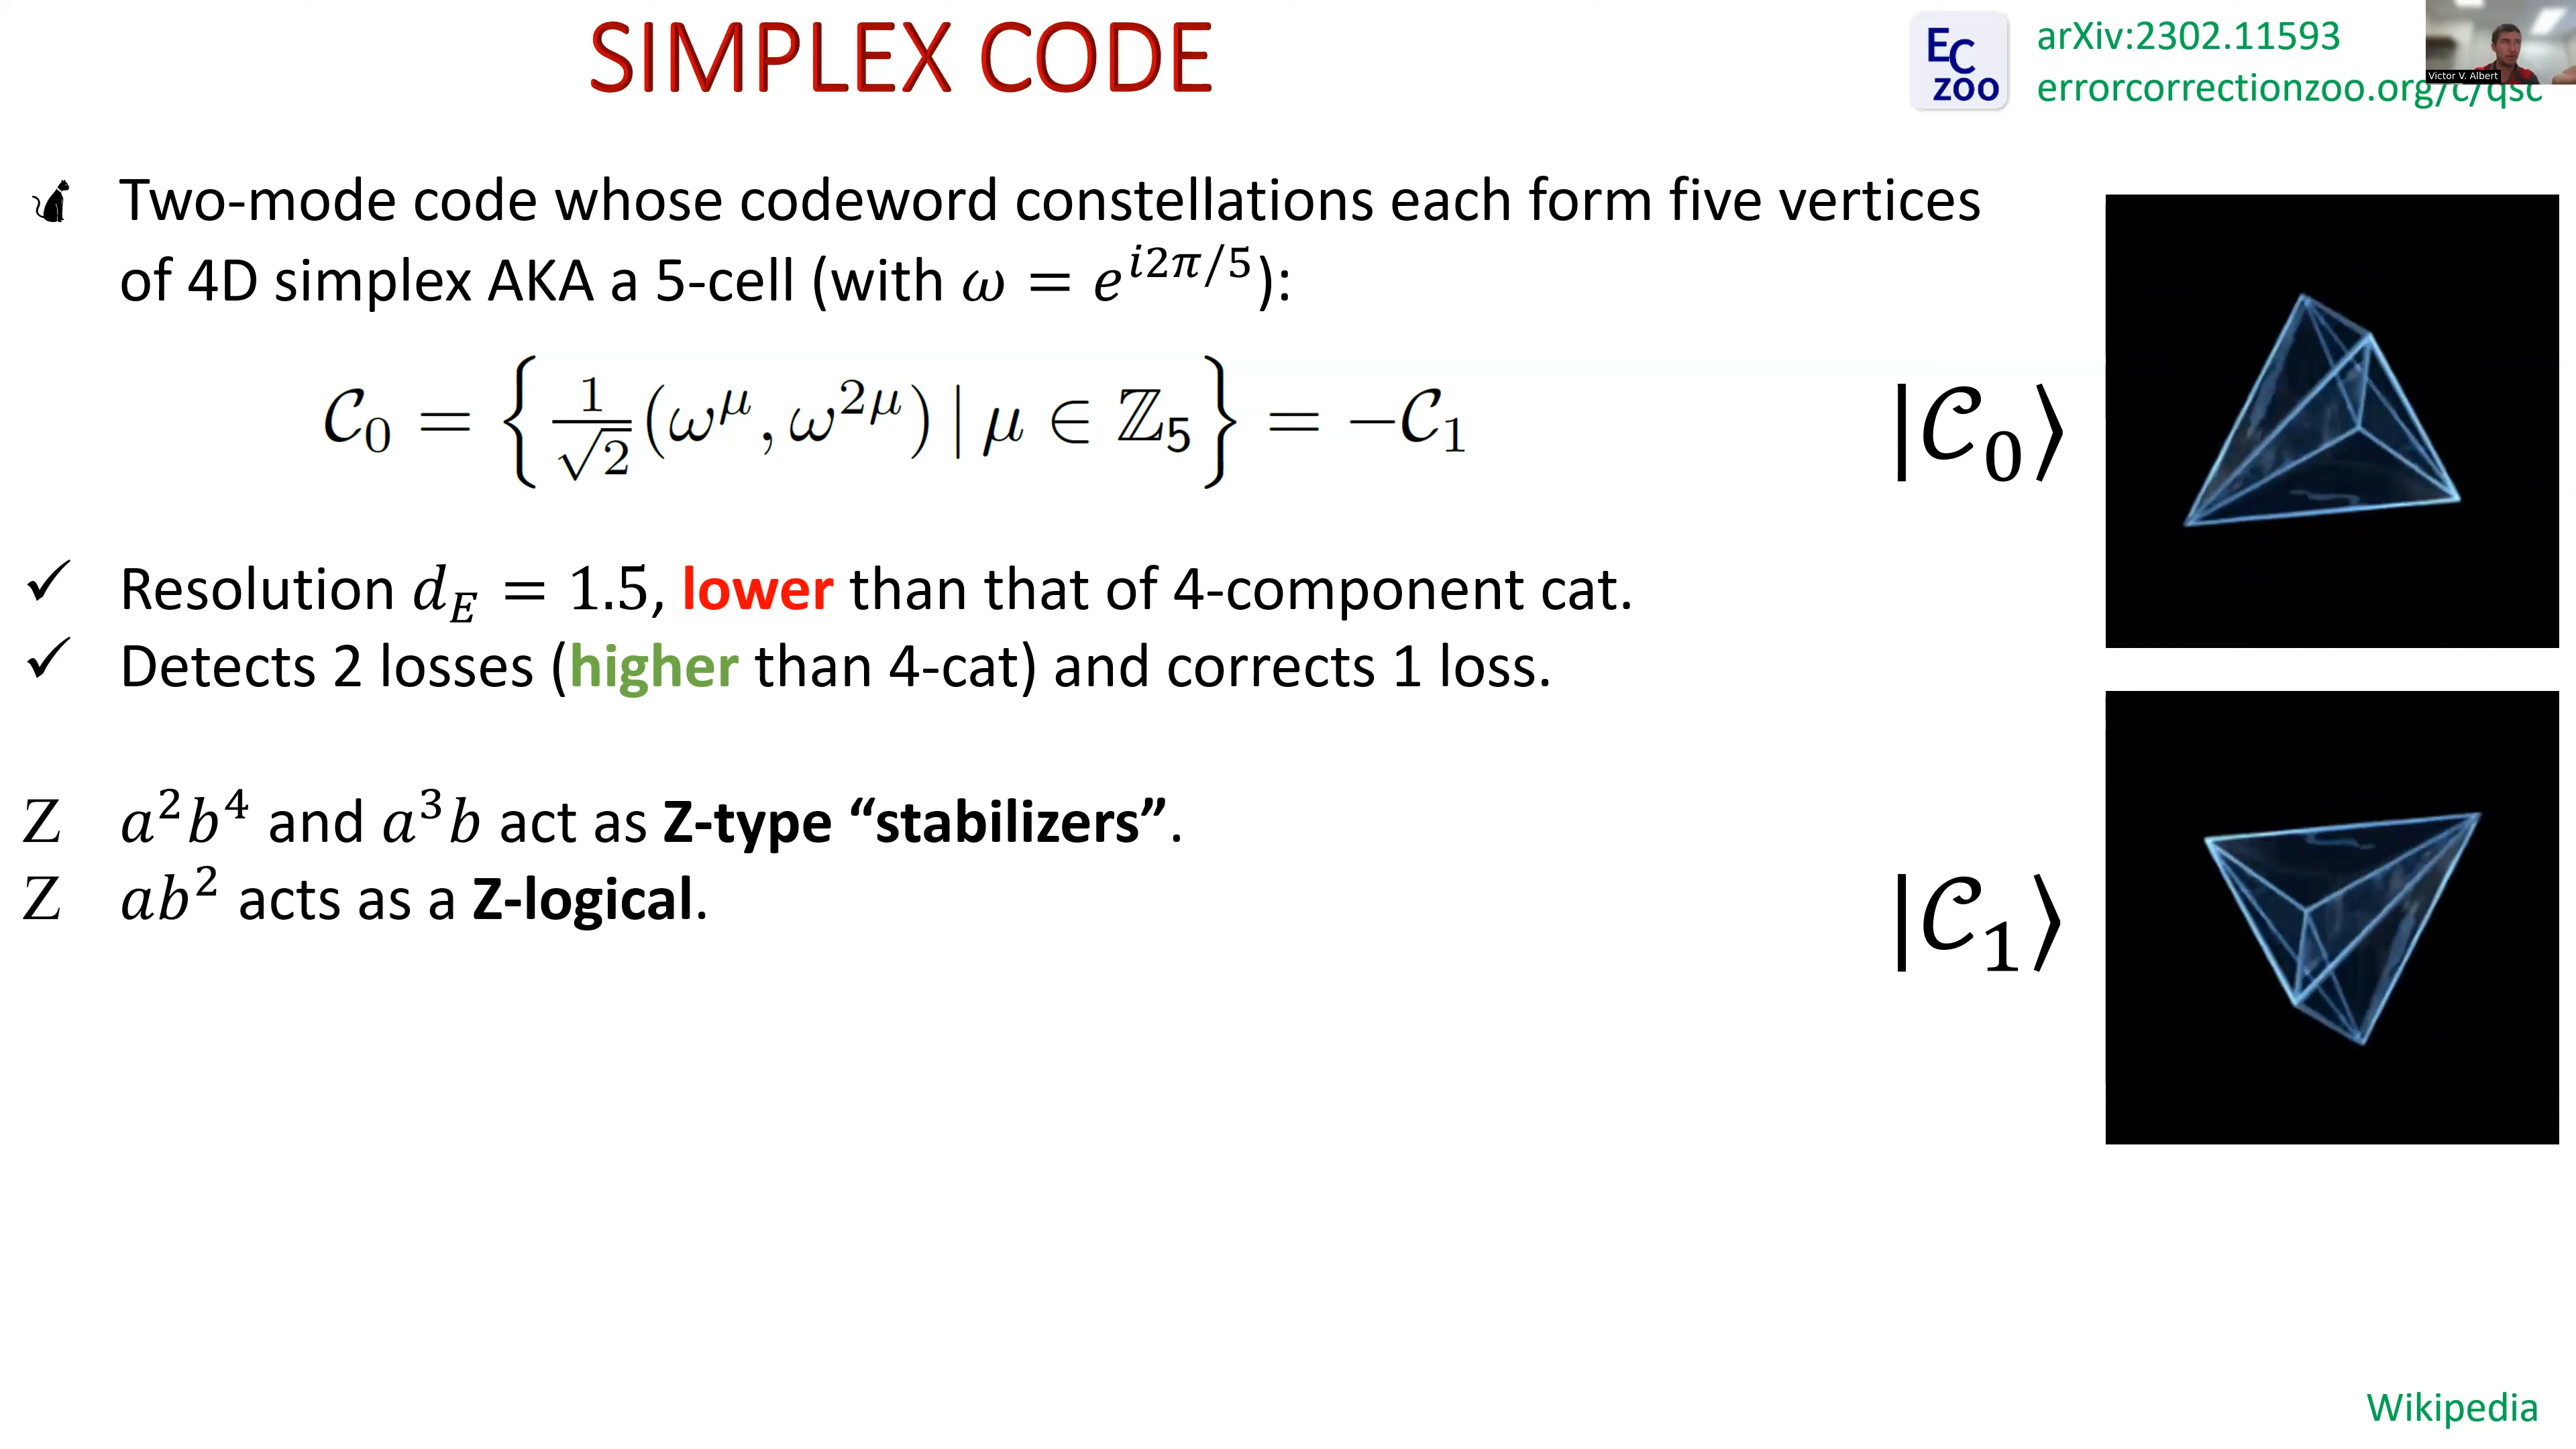 SIMPLEX CODE
EC
ZOO
arXiv:2302.11593
errorcorrectionzoo.org/c/qsc
Victor V. Albert
Two-mode code whose codeword constellations each form five vertices
of 4D simplex AKA a 5-cell (with ω = e^{i2π/5}):
𝒞₀ = { 1/√2 (ω^μ, ω^{2μ}) | μ ∈ ℤ₅ } = −𝒞₁
|𝒞₀⟩
✓ Resolution d_E = 1.5, lower than that of 4-component cat.
✓ Detects 2 losses (higher than 4-cat) and corrects 1 loss.
Z a²b⁴ and a³b act as Z-type “stabilizers”.
Z ab² acts as a Z-logical.
|𝒞₁⟩
Wikipedia